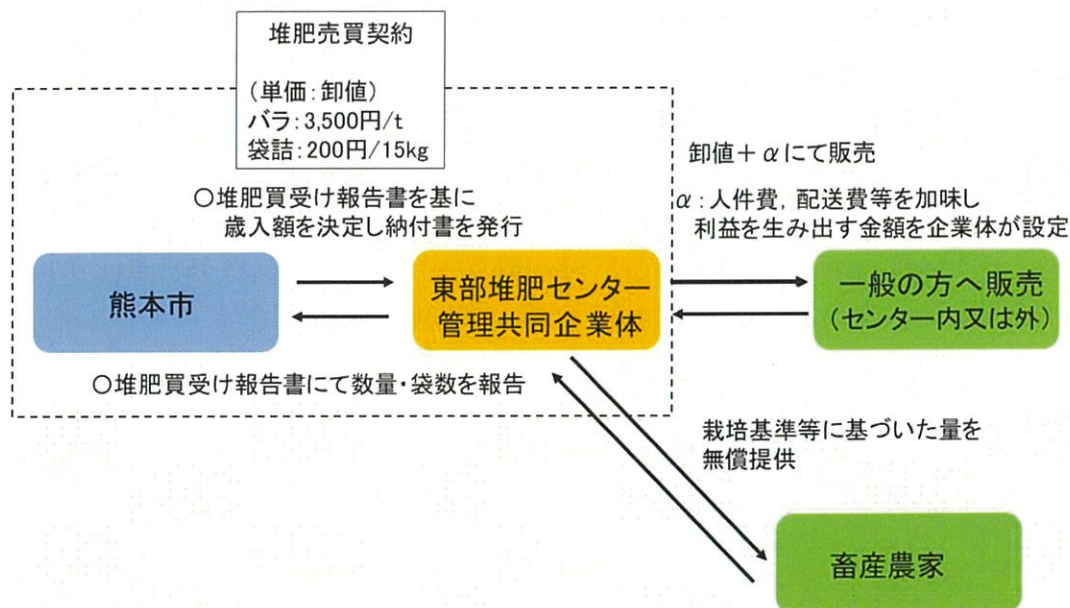 堆肥売買契約
(単価:卸値)
バラ:3,500円/t
袋詰:200円/15kg
卸値+αにて販売
○堆肥買受け報告書を基に
歳入額を決定し納付書を発行
α:人件費,配送費等を加味し
利益を生み出す金額を企業体が設定
熊本市
東部堆肥センター
管理共同企業体
一般の方へ販売
(センター内又は外)
○堆肥買受け報告書にて数量・袋数を報告
栽培基準等に基づいた量を
無償提供
畜産農家